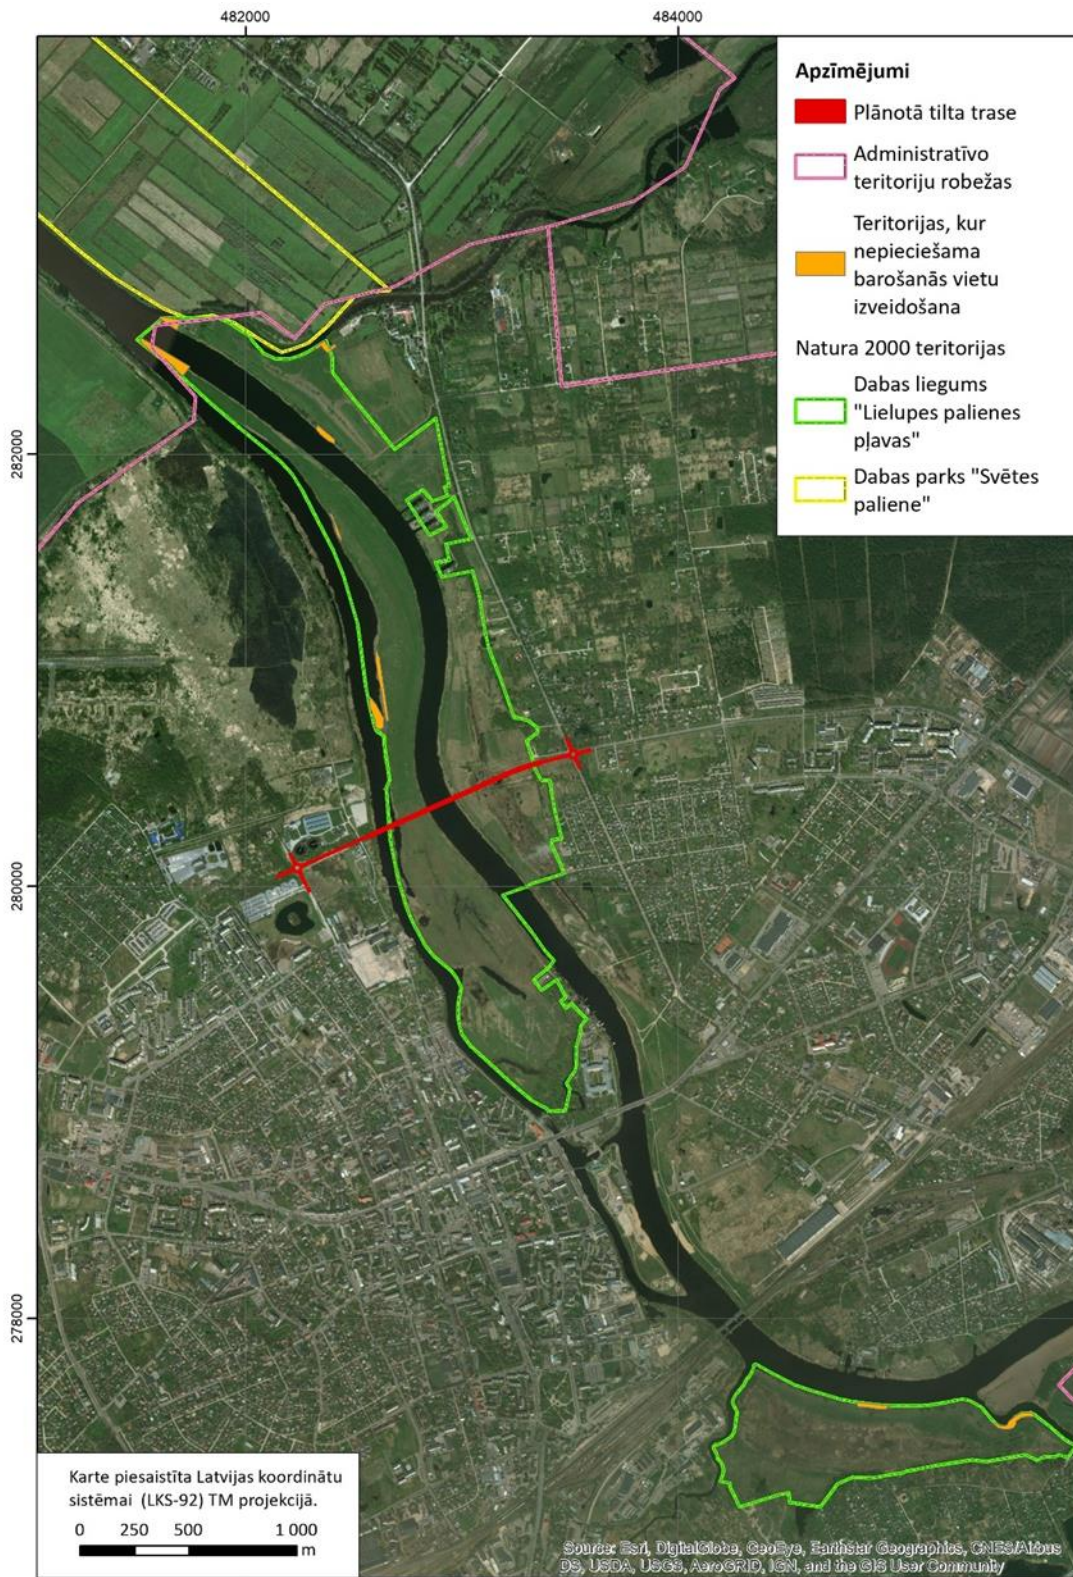 482000
484000
Apzīmējumi
Plānotā tilta trase
Administratīvo
teritoriju robežas
Teritorijas, kur
nepieciešama
barošanās vietu
izveidošana
Natura 2000 teritorijas
Dabas liegums
"Lielupes palienes
pļavas"
Dabas parks "Svētes
paliene"
282000
280000
278000
Karte piesaistīta Latvijas koordinātu
sistēmai (LKS-92) TM projekcijā.
0 250 500 1 000
m
Source: Esri, DigitalGlobe, GeoEye, Earthstar Geographics, CNES/Airbus
DS, USDA, USGS, AeroGRID, IGN, and the GIS User Community